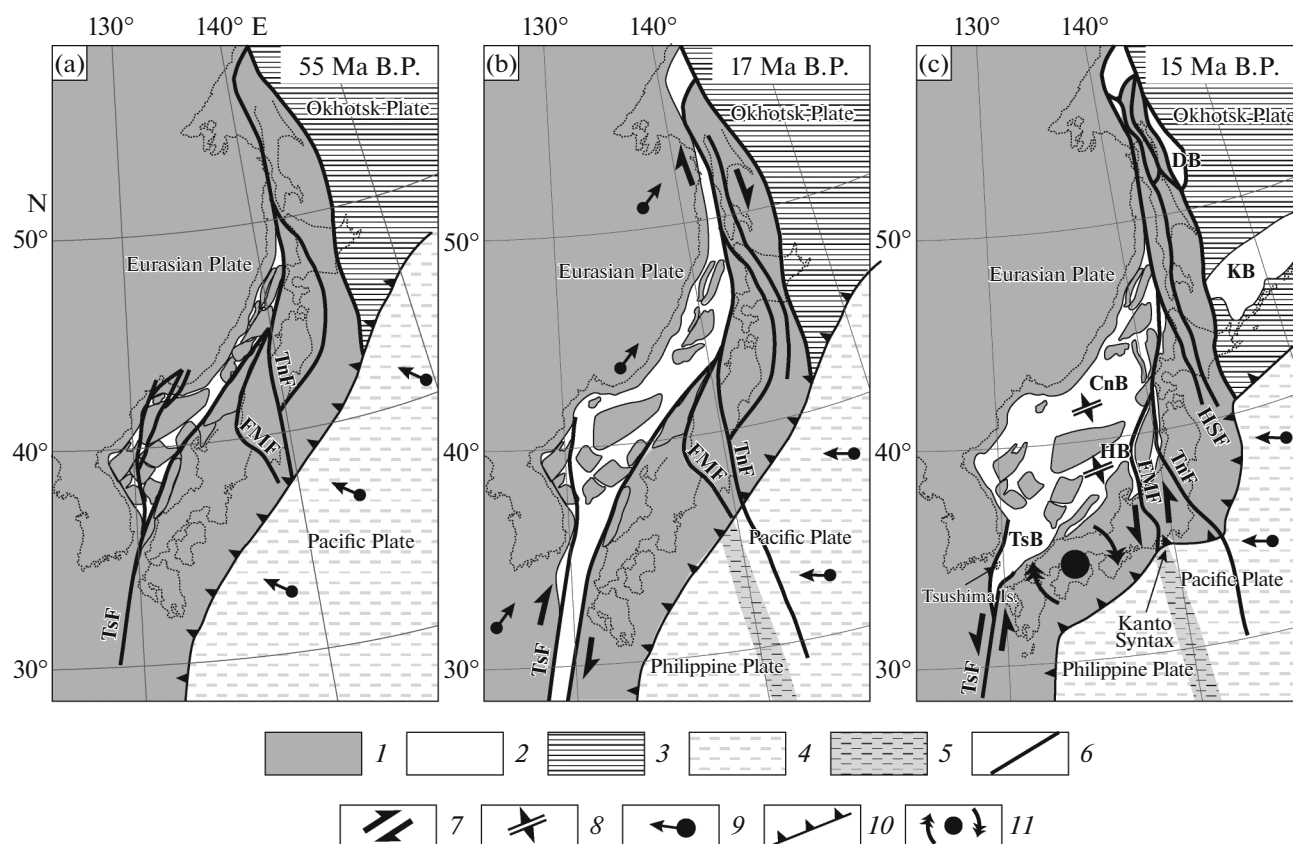 130°
140° E
130°
140°
130°
140°
(a)
55 Ma B.P.
(b)
17 Ma B.P.
(c)
15 Ma B.P.
Okhotsk Plate
Okhotsk Plate
Okhotsk Plate
DB
N
50°
50°
50°
Eurasian Plate
Eurasian Plate
Eurasian Plate
KB
TnF
CnB
FMF
HSF
40°
40°
40°
FMF
TnF
HB
FMF
TnF
Pacific Plate
Pacific Plate
TsB
Pacific Plate
Tsushima Is.
TsF
Kanto
Syntax
30°
30°
30°
TsF
Philippine Plate
TsF
Philippine Plate
1
2
3
4
5
6
7
8
9
10
11